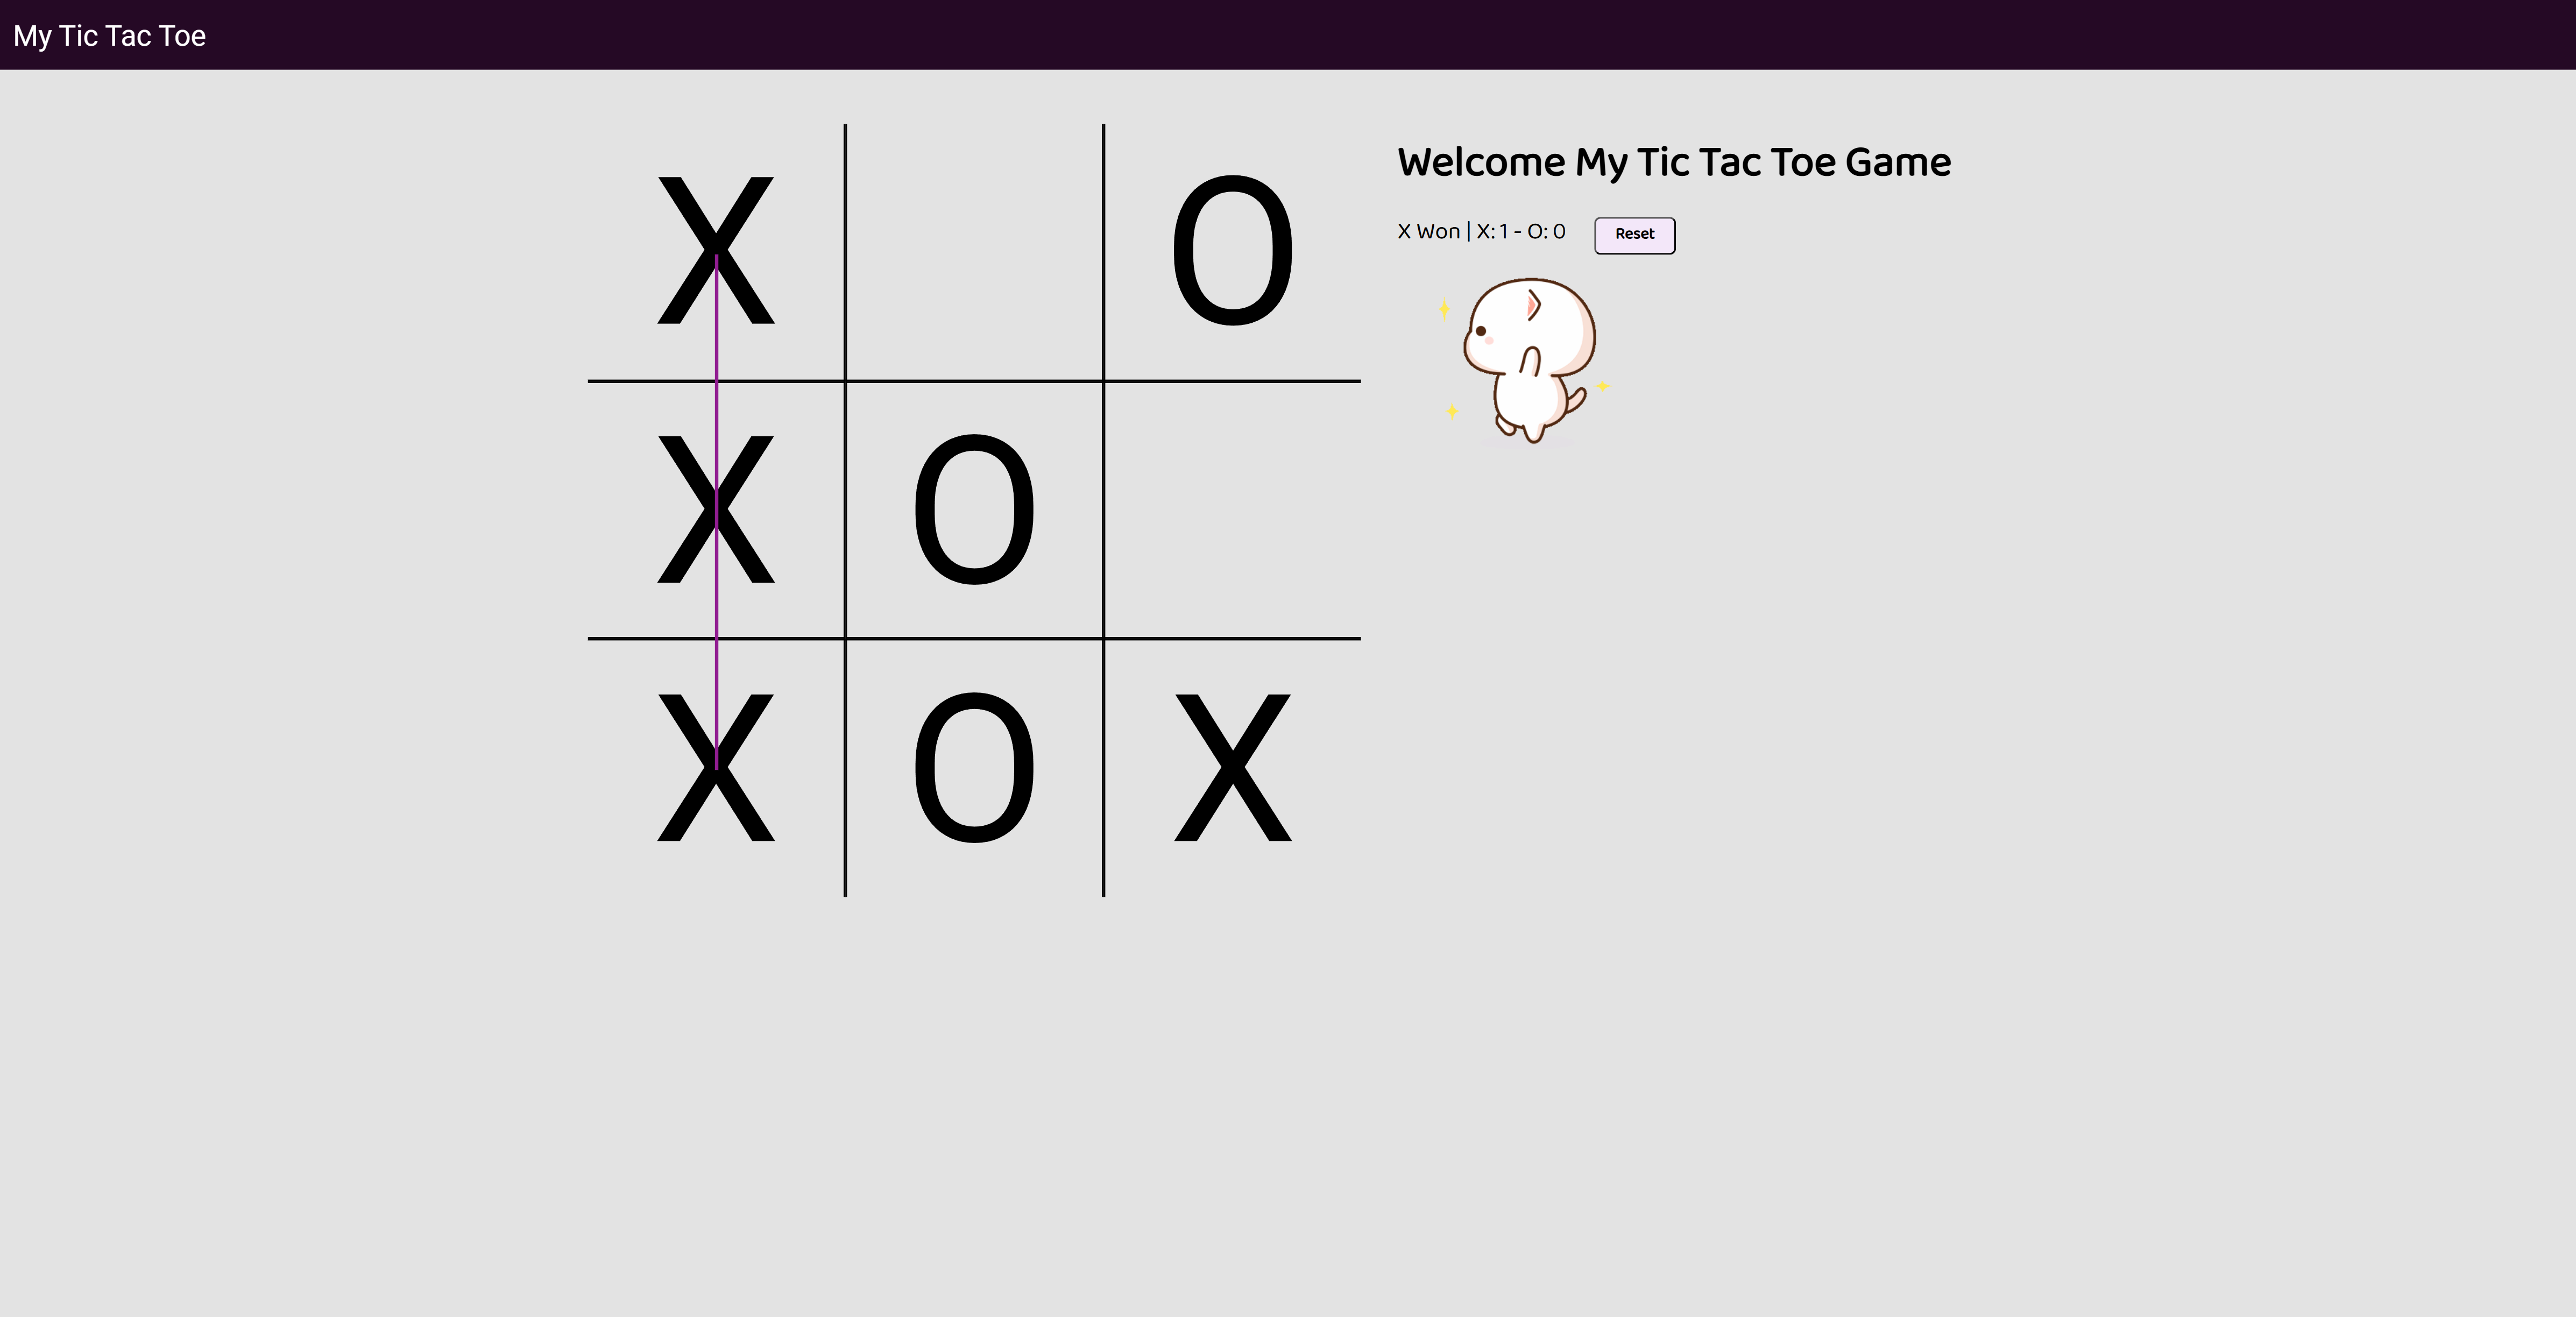 My Tic Tac Toe
Welcome My Tic Tac Toe Game
X Won | X: 1 - O: 0
Reset
X O
X O
X O X